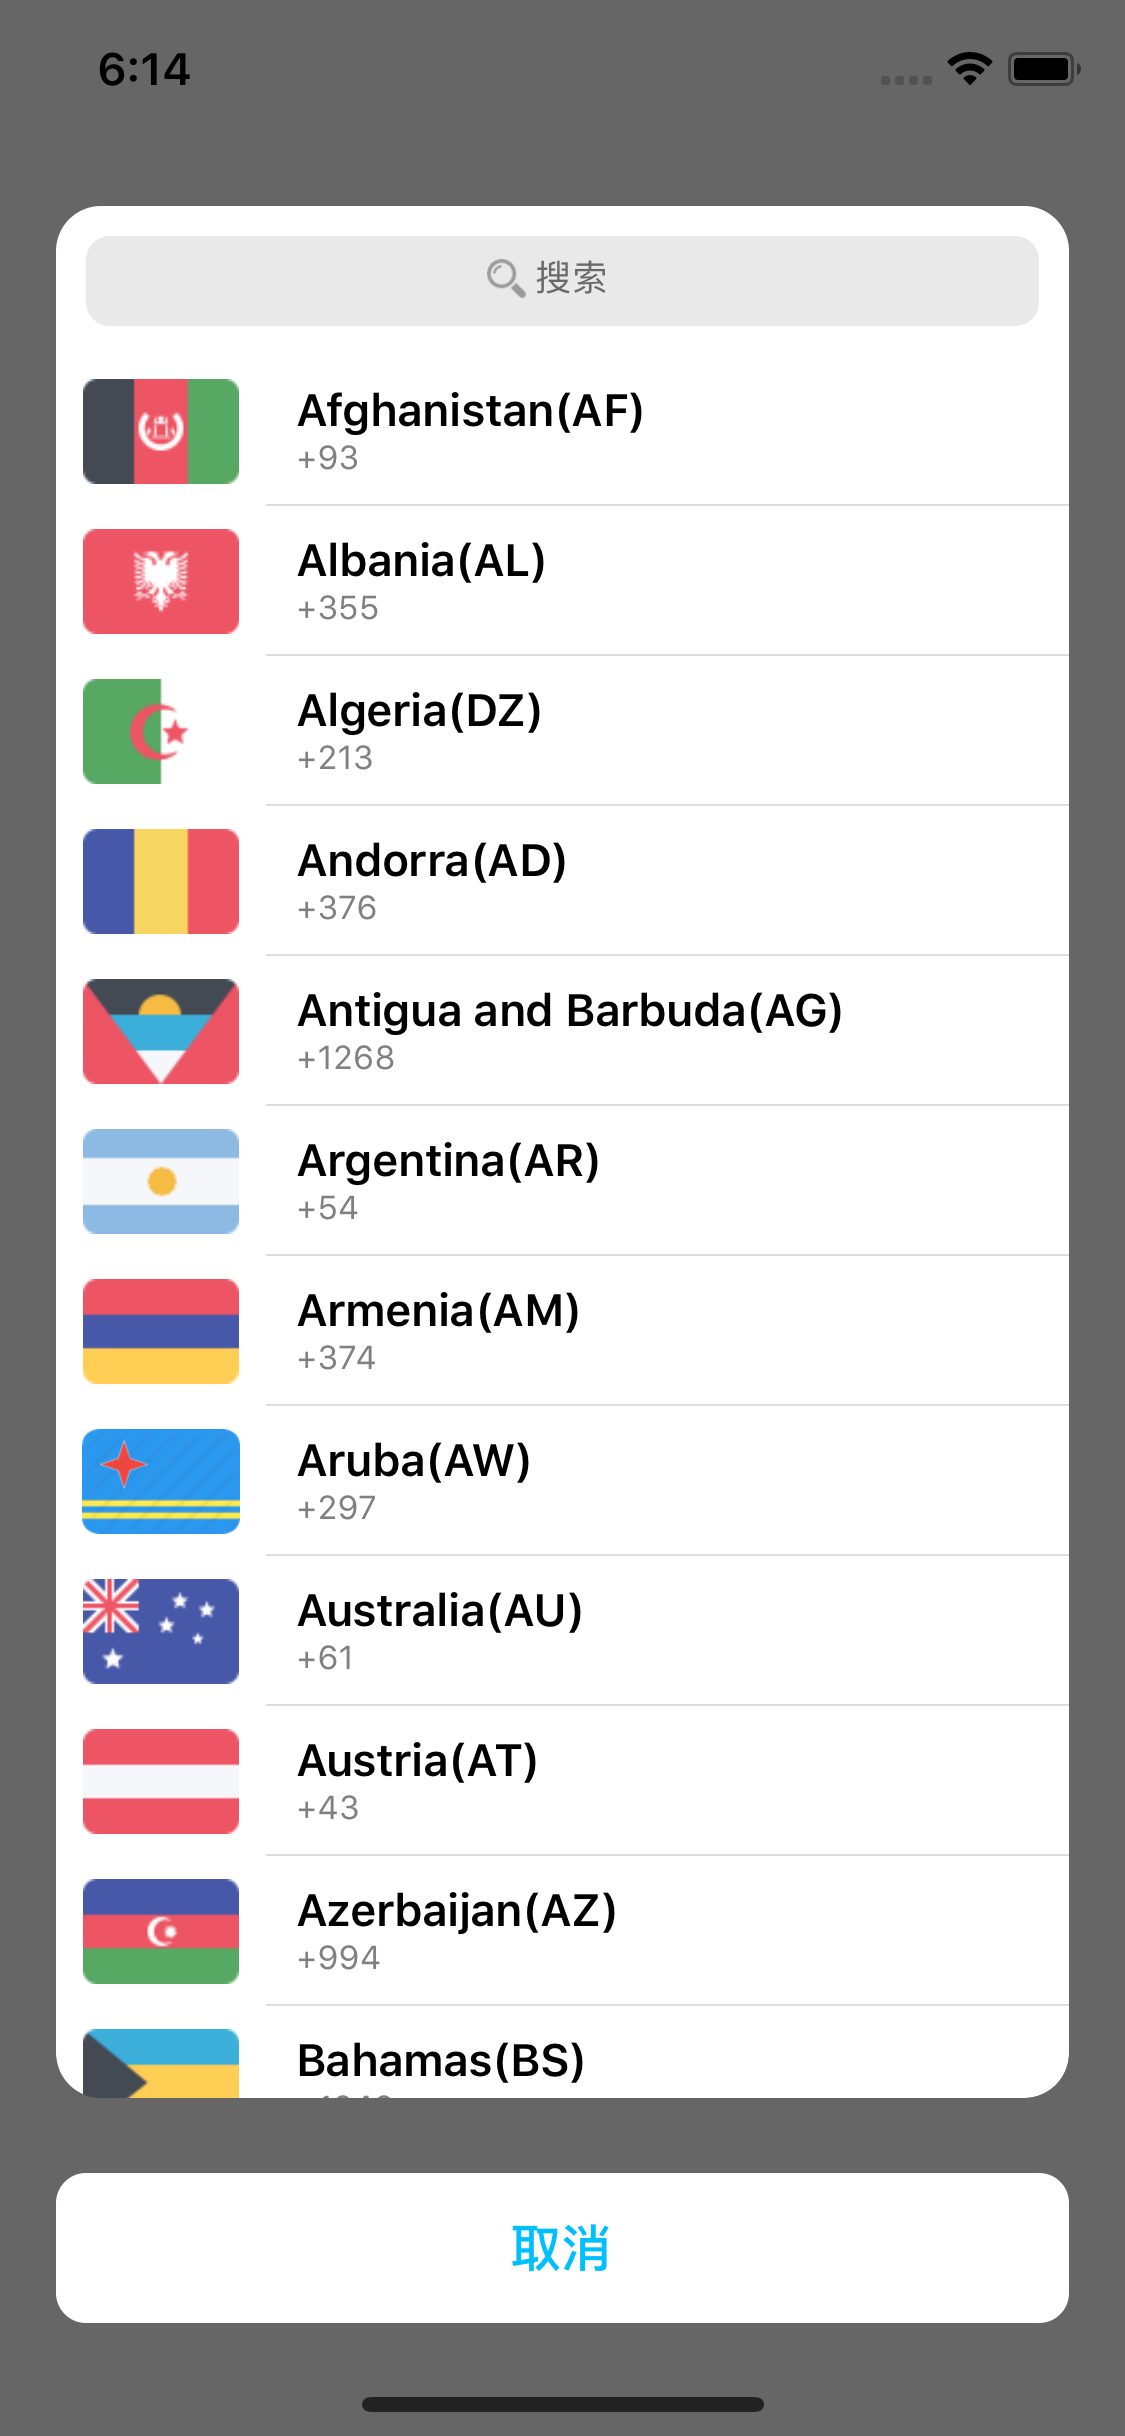 6:14
搜索
Afghanistan(AF)
+93
Albania(AL)
+355
Algeria(DZ)
+213
Andorra(AD)
+376
Antigua and Barbuda(AG)
+1268
Argentina(AR)
+54
Armenia(AM)
+374
Aruba(AW)
+297
Australia(AU)
+61
Austria(AT)
+43
Azerbaijan(AZ)
+994
Bahamas(BS)
取消